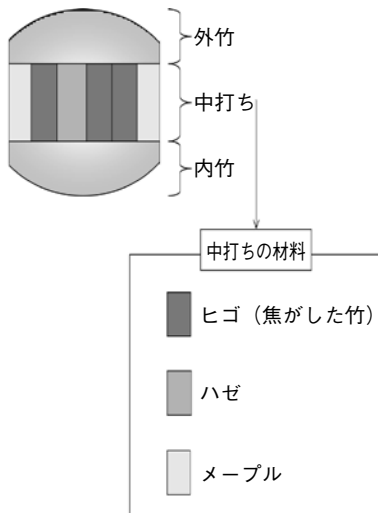 外竹
中打ち
内竹
中打ちの材料
ヒゴ（焦がした竹）
ハゼ
メープル